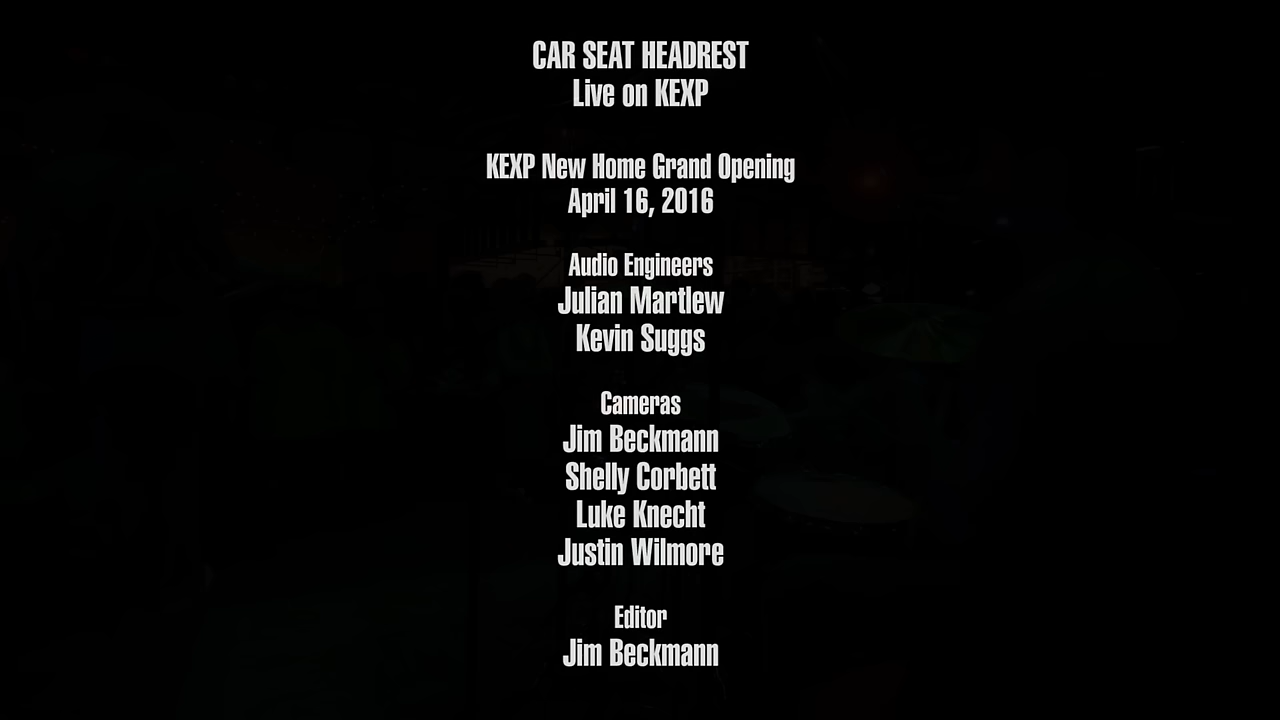 CAR SEAT HEADREST
Live on KEXP
KEXP New Home Grand Opening
April 16, 2016
Audio Engineers
Julian Martlew
Kevin Suggs
Cameras
Jim Beckmann
Shelly Corbett
Luke Knecht
Justin Wilmore
Editor
Jim Beckmann